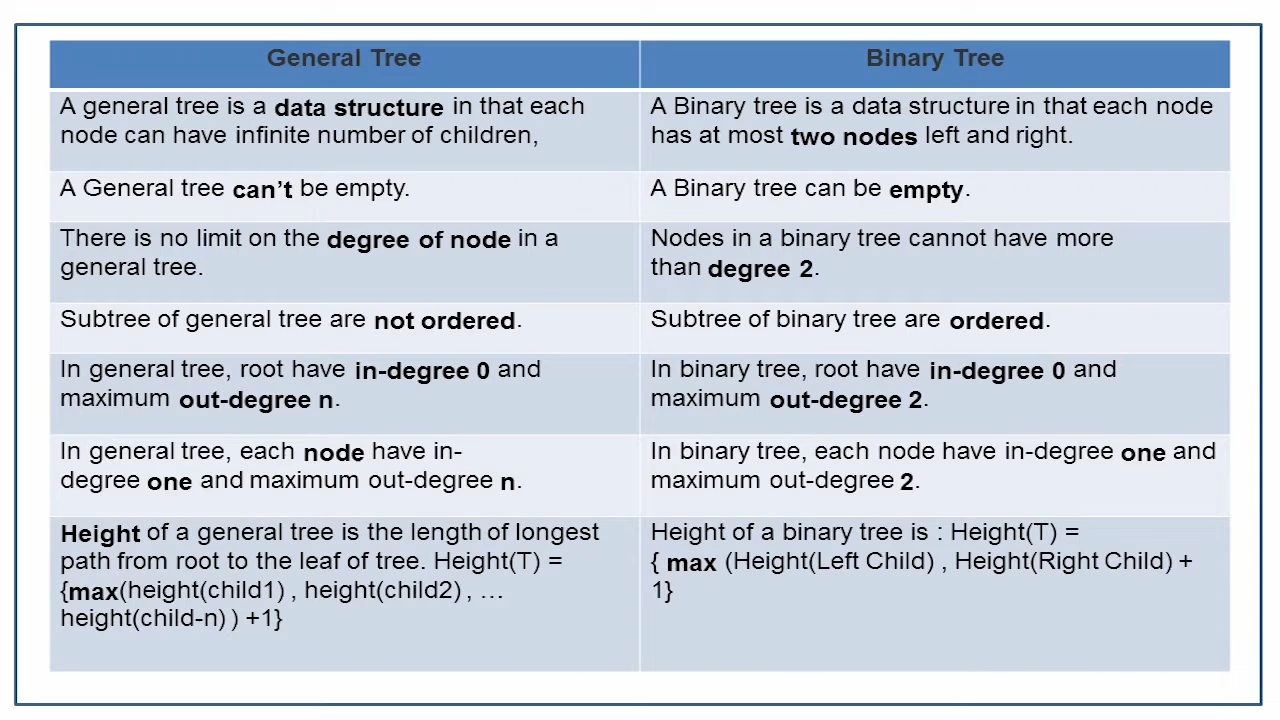 General Tree
Binary Tree
A general tree is a data structure in that each
node can have infinite number of children,
A Binary tree is a data structure in that each node
has at most two nodes left and right.
A General tree can’t be empty.
A Binary tree can be empty.
There is no limit on the degree of node in a
general tree.
Nodes in a binary tree cannot have more
than degree 2.
Subtree of general tree are not ordered.
Subtree of binary tree are ordered.
In general tree, root have in-degree 0 and
maximum out-degree n.
In binary tree, root have in-degree 0 and
maximum out-degree 2.
In general tree, each node have in-
degree one and maximum out-degree n.
In binary tree, each node have in-degree one and
maximum out-degree 2.
Height of a general tree is the length of longest
path from root to the leaf of tree. Height(T) =
{max(height(child1) , height(child2) , …
height(child-n) ) +1}
Height of a binary tree is : Height(T) =
{ max (Height(Left Child) , Height(Right Child) +
1}